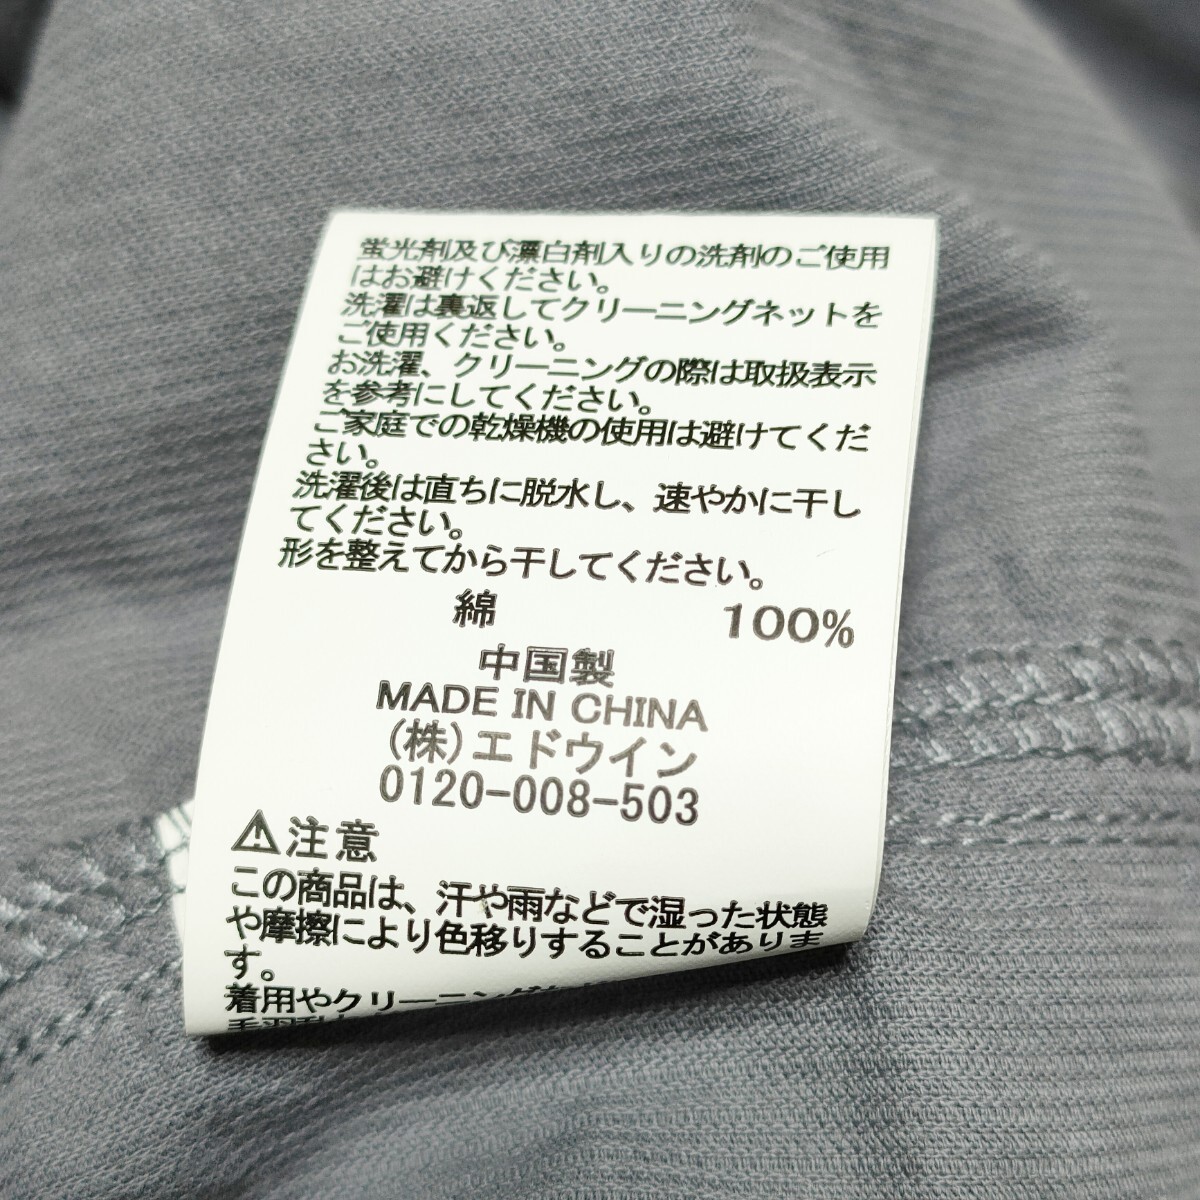 蛍光剤及び漂白剤入りの洗剤のご使用
はお避けください。
洗濯は裏返してクリーニングネットを
ご使用ください。
お洗濯、クリーニングの際は取扱表示
を参考にしてください。
ご家庭での乾燥機の使用は避けてくだ
さい。
洗濯後は直ちに脱水し、速やかに干し
てください。
形を整えてから干してください。
綿 100%
中国製
MADE IN CHINA
(株)エドウイン
0120-008-503
⚠注意
この商品は、汗や雨などで湿った状態
や摩擦により色移りすることがありま
す。
着用やクリーニング